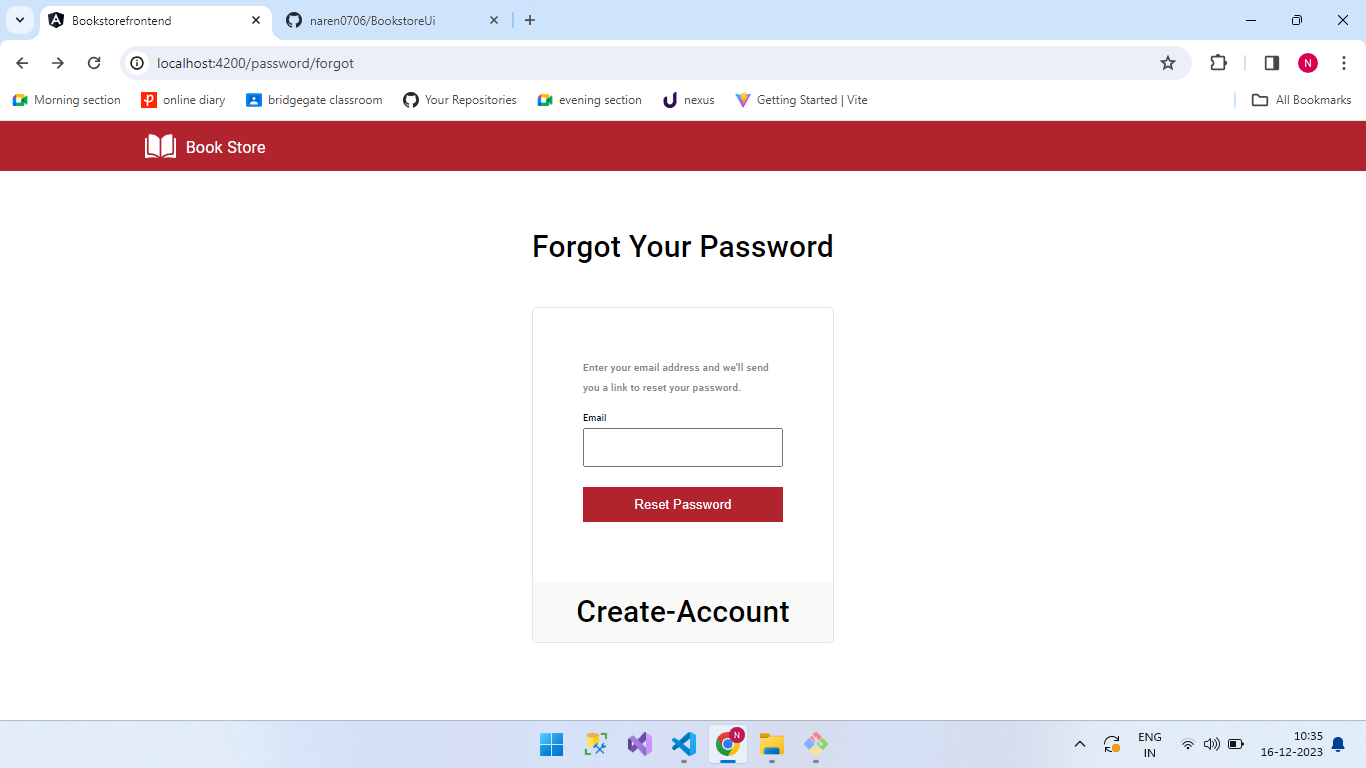 Bookstorefrontend
naren0706/BookstoreUi
localhost:4200/password/forgot
N
Morning section
online diary
bridgegate classroom
Your Repositories
evening section
nexus
Getting Started | Vite
All Bookmarks
Book Store
Forgot Your Password
Enter your email address and we'll send
you a link to reset your password.
Email
Reset Password
Create-Account
N
ENG
IN
10:35
16-12-2023